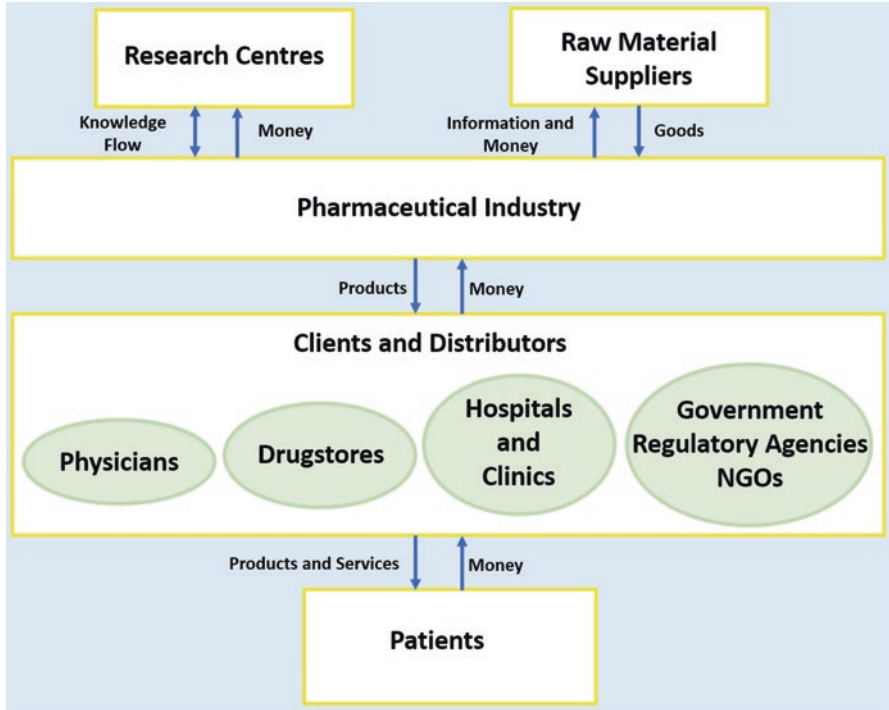 Research Centres
Raw Material
Suppliers
Knowledge
Flow
Money
Information and
Money
Goods
Pharmaceutical Industry
Products
Money
Clients and Distributors
Physicians
Drugstores
Hospitals
and
Clinics
Government
Regulatory Agencies
NGOs
Products and Services
Money
Patients